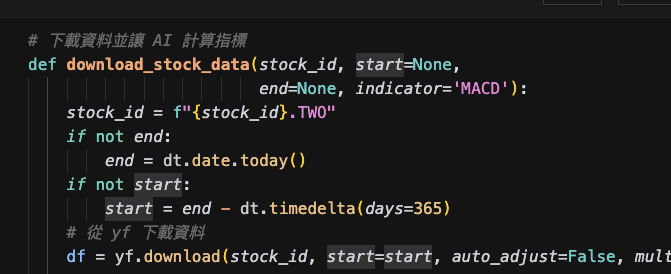 # 下載資料並讓 AI 計算指標
def download_stock_data(stock_id, start=None,
end=None, indicator='MACD'):
stock_id = f"{stock_id}.TWO"
if not end:
end = dt.date.today()
if not start:
start = end - dt.timedelta(days=365)
# 從 yf 下載資料
df = yf.download(stock_id, start=start, auto_adjust=False, mult